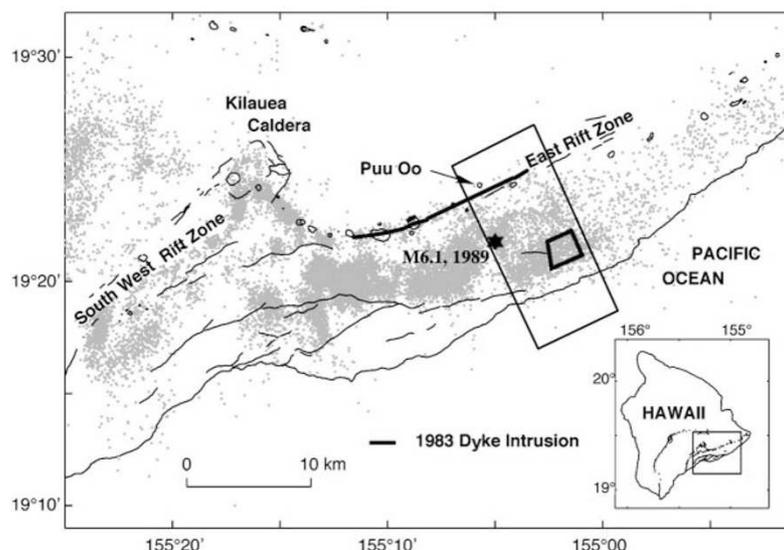 19°30'
Kilauea
Caldera
Puu Oo
East Rift Zone
South West Rift Zone
M6.1, 1989
19°20'
PACIFIC
OCEAN
156°
155°
20°
HAWAII
19°
1983 Dyke Intrusion
0
10 km
19°10'
155°20'
155°10'
155°00'